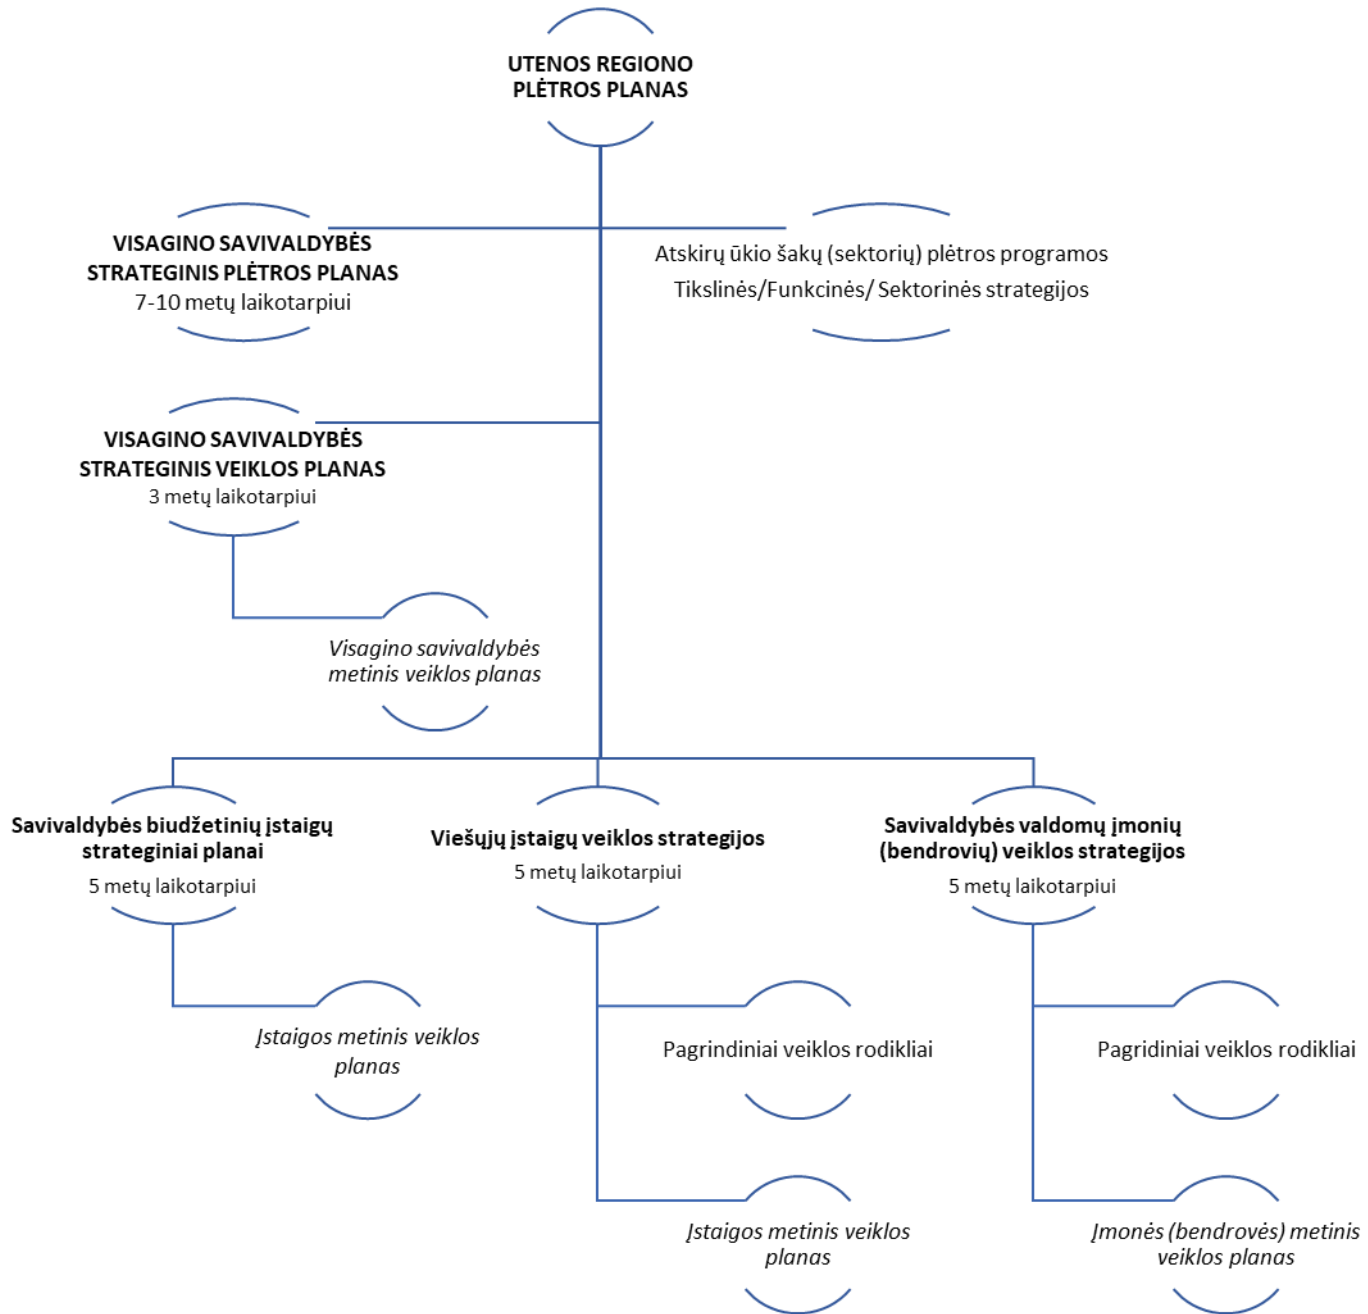 UTENOS REGIONO
PLĖTROS PLANAS
VISAGINO SAVIVALDYBĖS
STRATEGINIS PLĖTROS PLANAS
7-10 metų laikotarpiui
Atskirų ūkio šakų (sektorių) plėtros programos
Tikslinės/Funkcinės/ Sektorinės strategijos
VISAGINO SAVIVALDYBĖS
STRATEGINIS VEIKLOS PLANAS
3 metų laikotarpiui
Visagino savivaldybės
metinis veiklos planas
Savivaldybės biudžetinių įstaigų
strateginiai planai
5 metų laikotarpiui
Viešųjų įstaigų veiklos strategijos
5 metų laikotarpiui
Savivaldybės valdomų įmonių
(bendrovių) veiklos strategijos
5 metų laikotarpiui
Įstaigos metinis veiklos
planas
Pagrindiniai veiklos rodikliai
Pagridiniai veiklos rodikliai
Įstaigos metinis veiklos
planas
Įmonės (bendrovės) metinis
veiklos planas